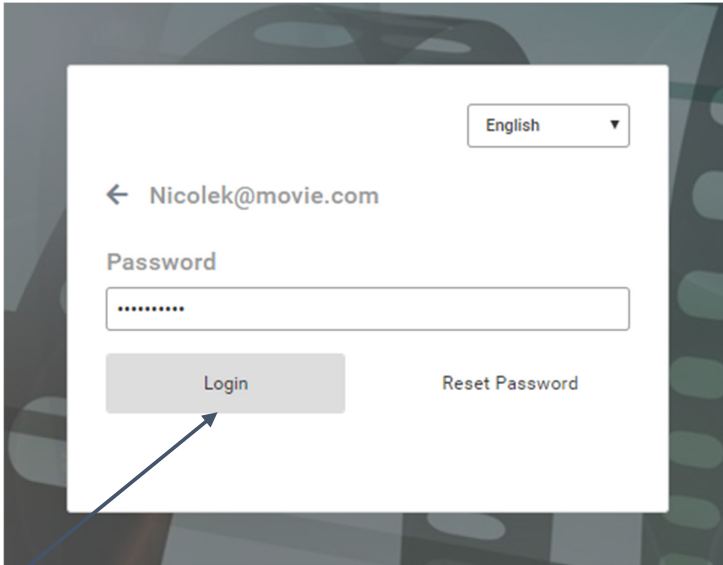 English
Nicolek@movie.com
Password
••••••••••
Login Reset Password